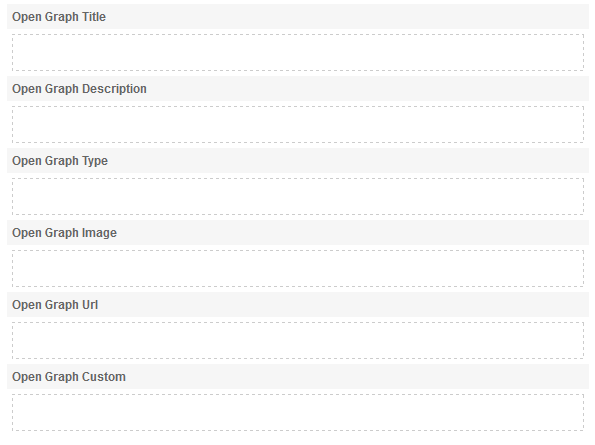 Open Graph Title
Open Graph Description
Open Graph Type
Open Graph Image
Open Graph Url
Open Graph Custom